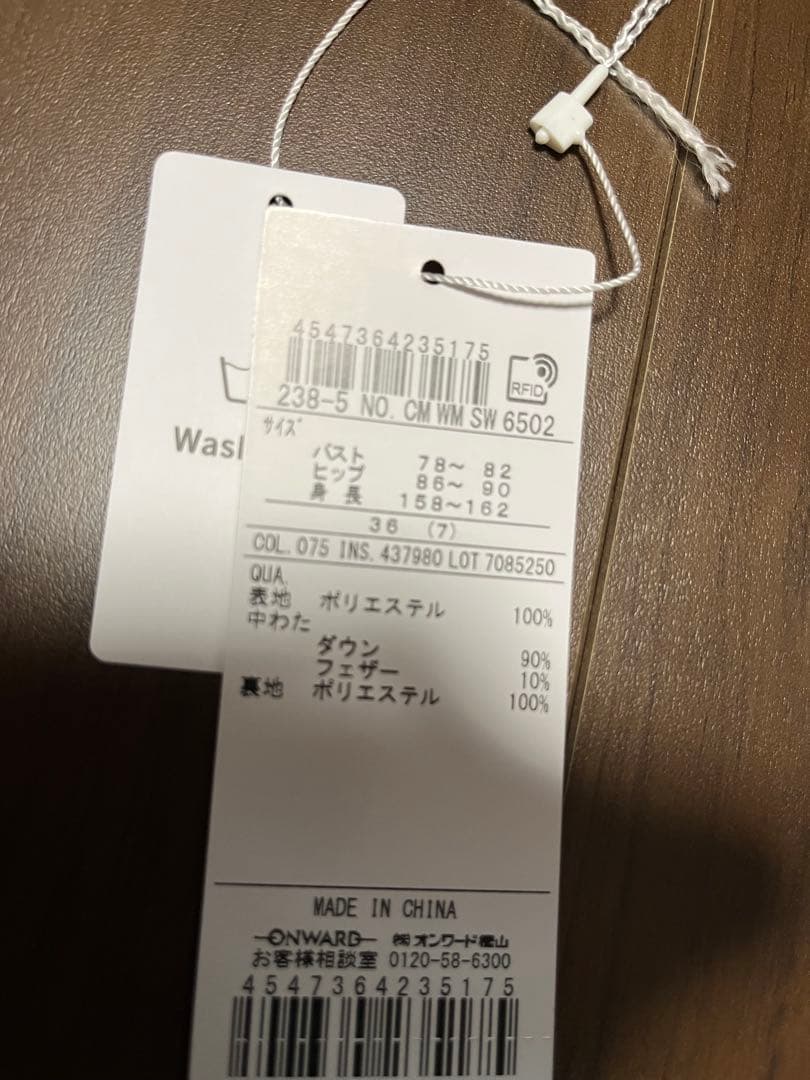 Wasl
4547364235175
RFID
238-5 NO. CM WM SW 6502
サイズ
バスト 78～ 82
ヒップ 86～ 90
身長 158～162
36 (7)
COL. 075 INS. 437980 LOT 7085250
QUA.
表地 ポリエステル 100%
中わた
ダウン 90%
フェザー 10%
裏地 ポリエステル 100%
MADE IN CHINA
ONWARD ㈱オンワード樫山
お客様相談室 0120-58-6300
4547364235175